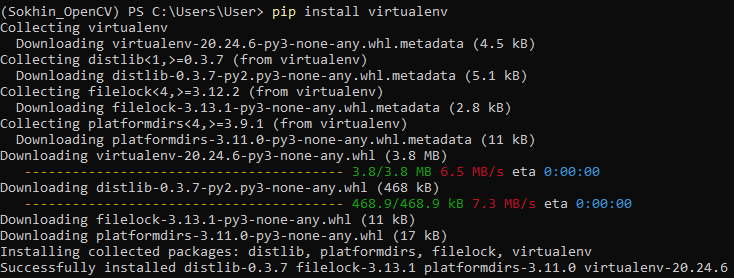 (Sokhin_OpenCV) PS C:\Users\User> pip install virtualenv
Collecting virtualenv
Downloading virtualenv-20.24.6-py3-none-any.whl.metadata (4.5 kB)
Collecting distlib<1,>=0.3.7 (from virtualenv)
Downloading distlib-0.3.7-py2.py3-none-any.whl.metadata (5.1 kB)
Collecting filelock<4,>=3.12.2 (from virtualenv)
Downloading filelock-3.13.1-py3-none-any.whl.metadata (2.8 kB)
Collecting platformdirs<4,>=3.9.1 (from virtualenv)
Downloading platformdirs-3.11.0-py3-none-any.whl.metadata (11 kB)
Downloading virtualenv-20.24.6-py3-none-any.whl (3.8 MB)
---------------------------------------- 3.8/3.8 MB 6.5 MB/s eta 0:00:00
Downloading distlib-0.3.7-py2.py3-none-any.whl (468 kB)
---------------------------------------- 468.9/468.9 kB 7.3 MB/s eta 0:00:00
Downloading filelock-3.13.1-py3-none-any.whl (11 kB)
Downloading platformdirs-3.11.0-py3-none-any.whl (17 kB)
Installing collected packages: distlib, platformdirs, filelock, virtualenv
Successfully installed distlib-0.3.7 filelock-3.13.1 platformdirs-3.11.0 virtualenv-20.24.6